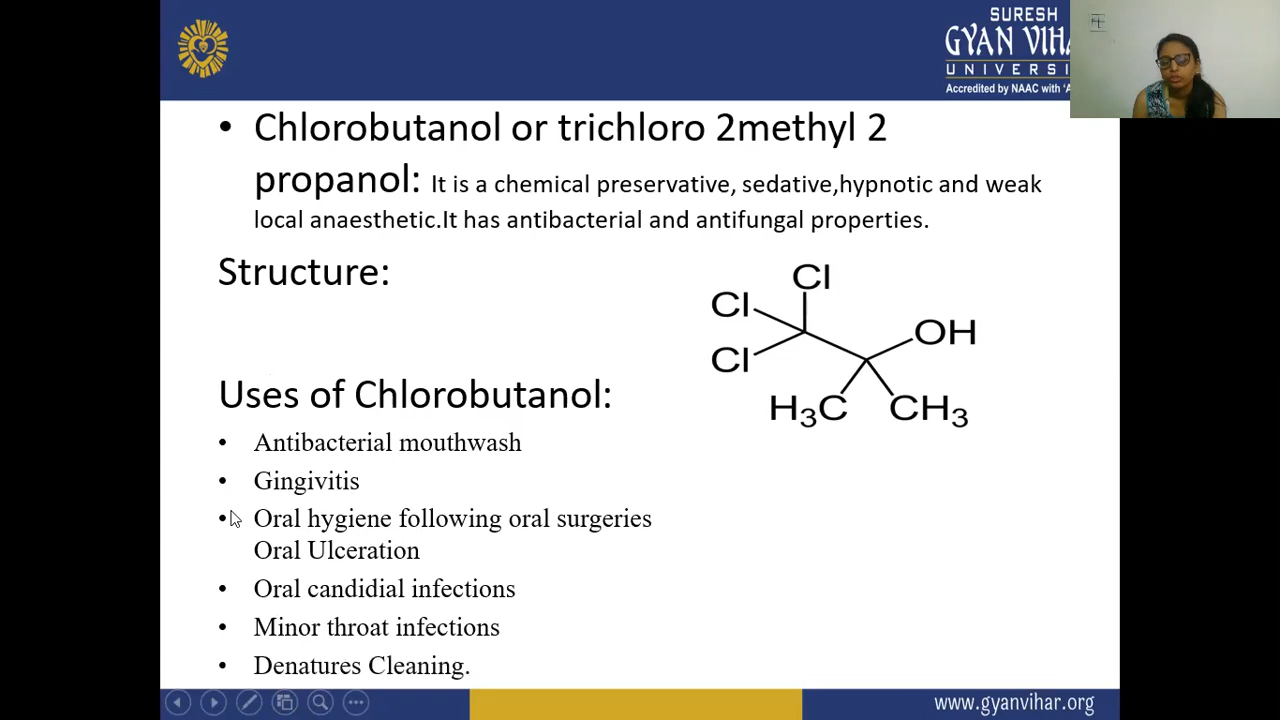 SURESH
GYAN VIHA
UNIVERSI
Accredited by NAAC with 'A
• Chlorobutanol or trichloro 2methyl 2
propanol: It is a chemical preservative, sedative,hypnotic and weak
local anaesthetic.It has antibacterial and antifungal properties.
Structure:
Cl
Cl
Cl
OH
H3C
CH3
Uses of Chlorobutanol:
• Antibacterial mouthwash
• Gingivitis
• Oral hygiene following oral surgeries
Oral Ulceration
• Oral candidial infections
• Minor throat infections
• Denatures Cleaning.
www.gyanvihar.org